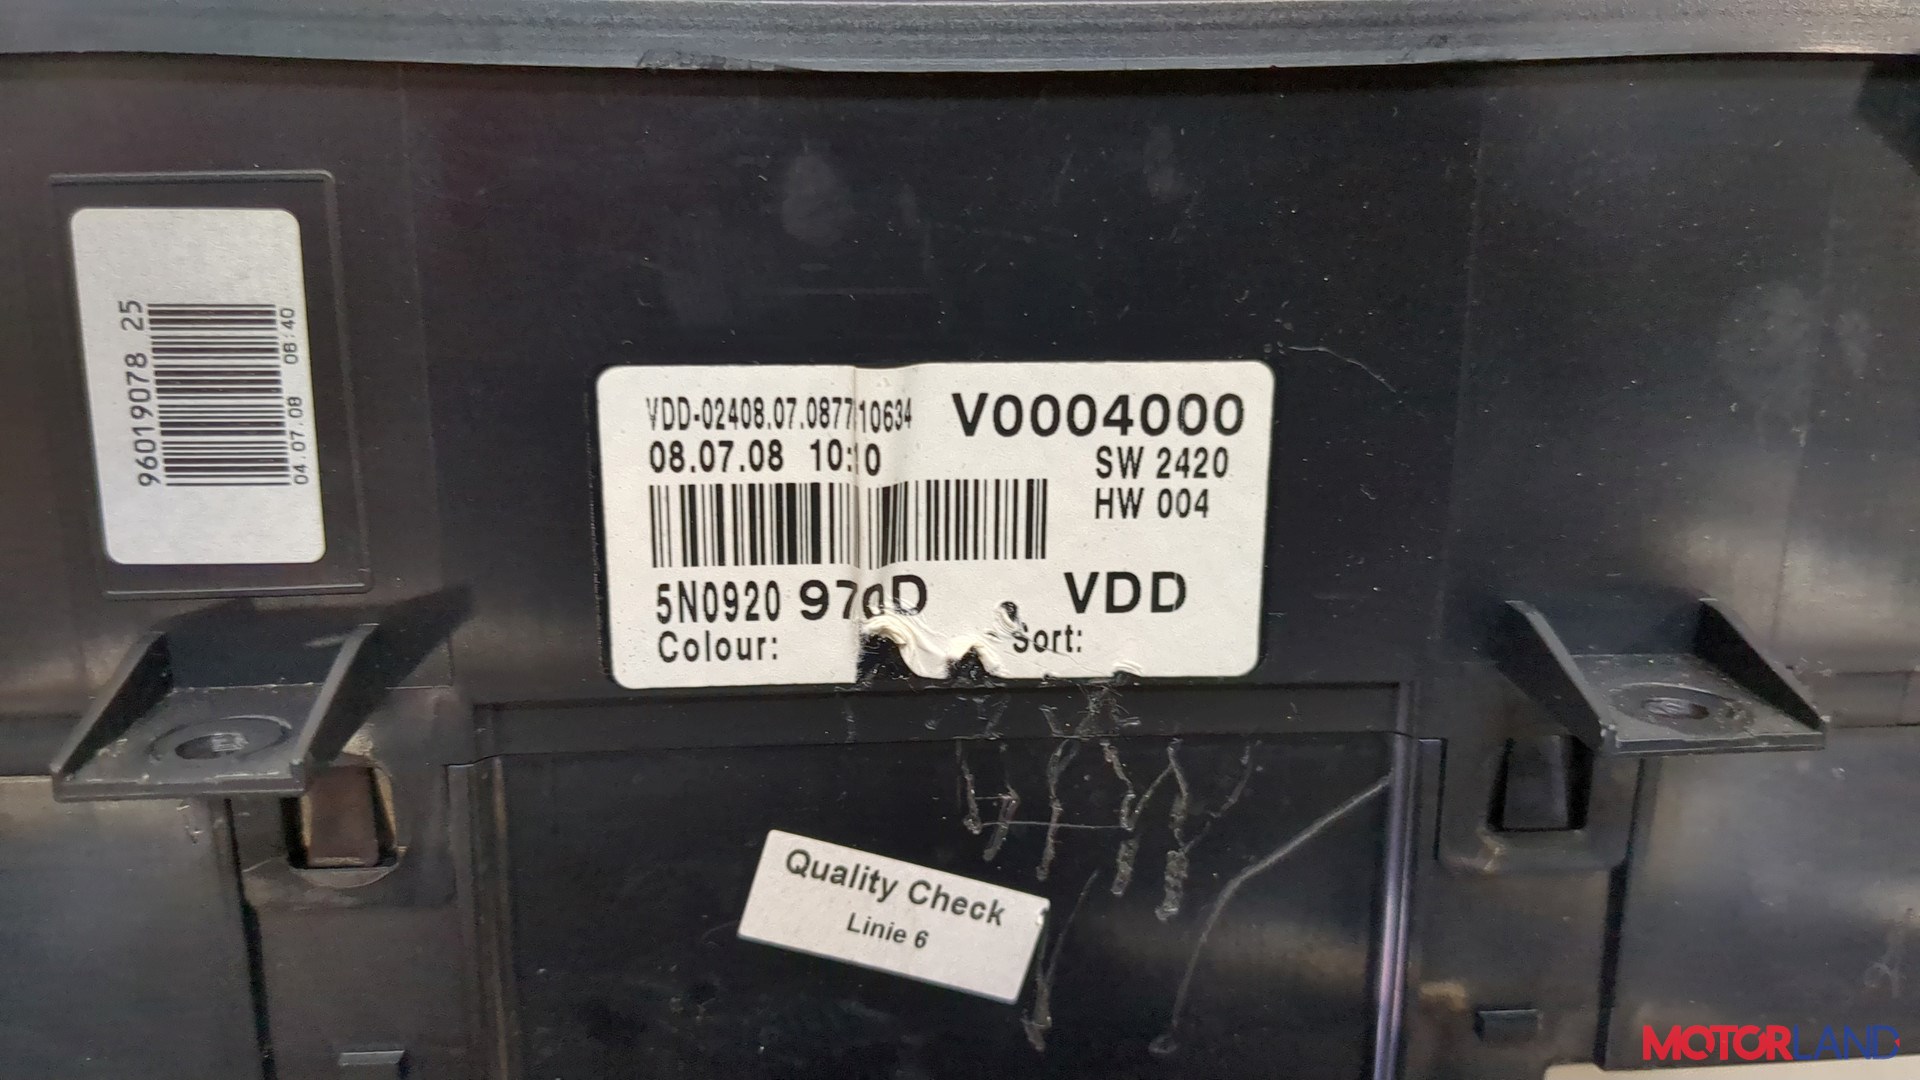 96019078 25
04.07.08 08:40
VDD-02408.07.0877 10634
V0004000
08.07.08 10:10
SW 2420
HW 004
5N0920 970D
VDD
Colour:
Sort:
Quality Check
Linie 6
MOTORLAND